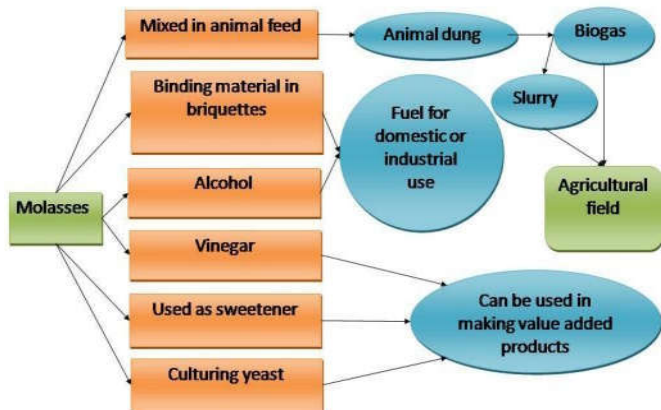 Mixed in animal feed
Animal dung
Biogas
Binding material in
briquettes
Fuel for
domestic or
industrial
use
Slurry
Molasses
Alcohol
Agricultural
field
Vinegar
Used as sweetener
Can be used in
making value added
products
Culturing yeast